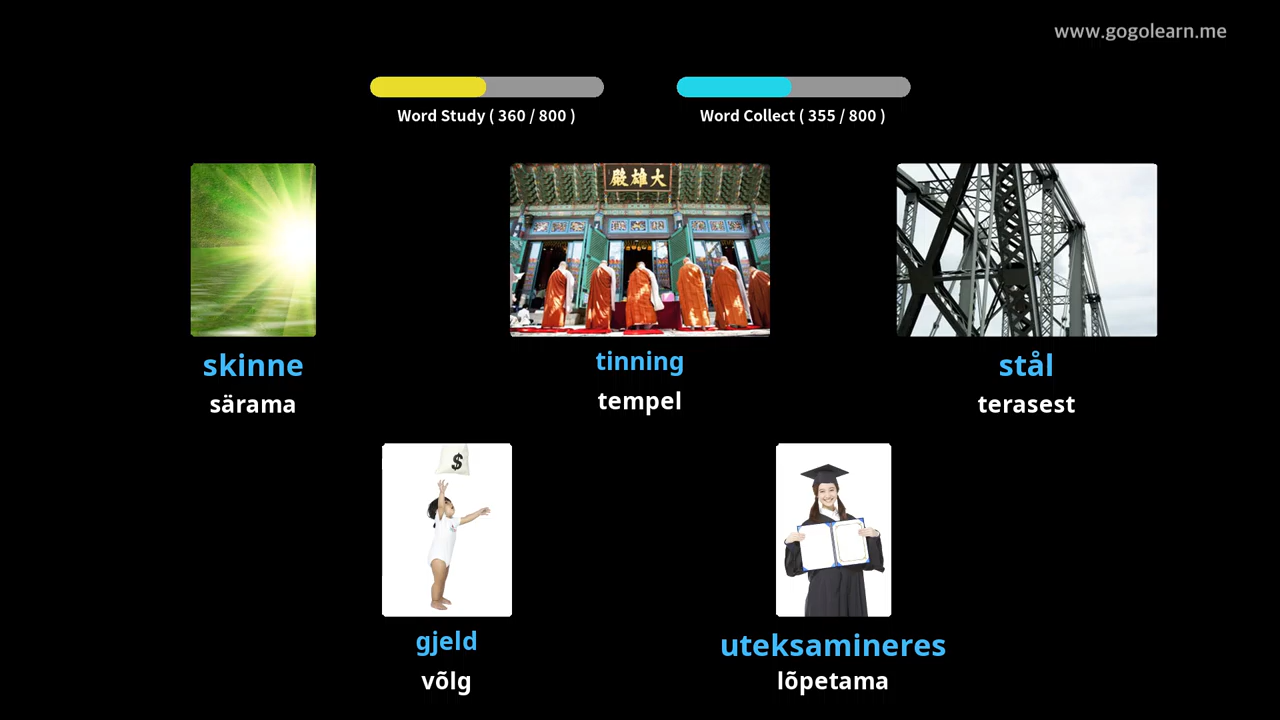 www.gogolearn.me
Word Study ( 360 / 800 )
Word Collect ( 355 / 800 )
大雄殿
skinne
särama
tinning
tempel
stål
terasest
$
gjeld
võlg
uteksamineres
lõpetama